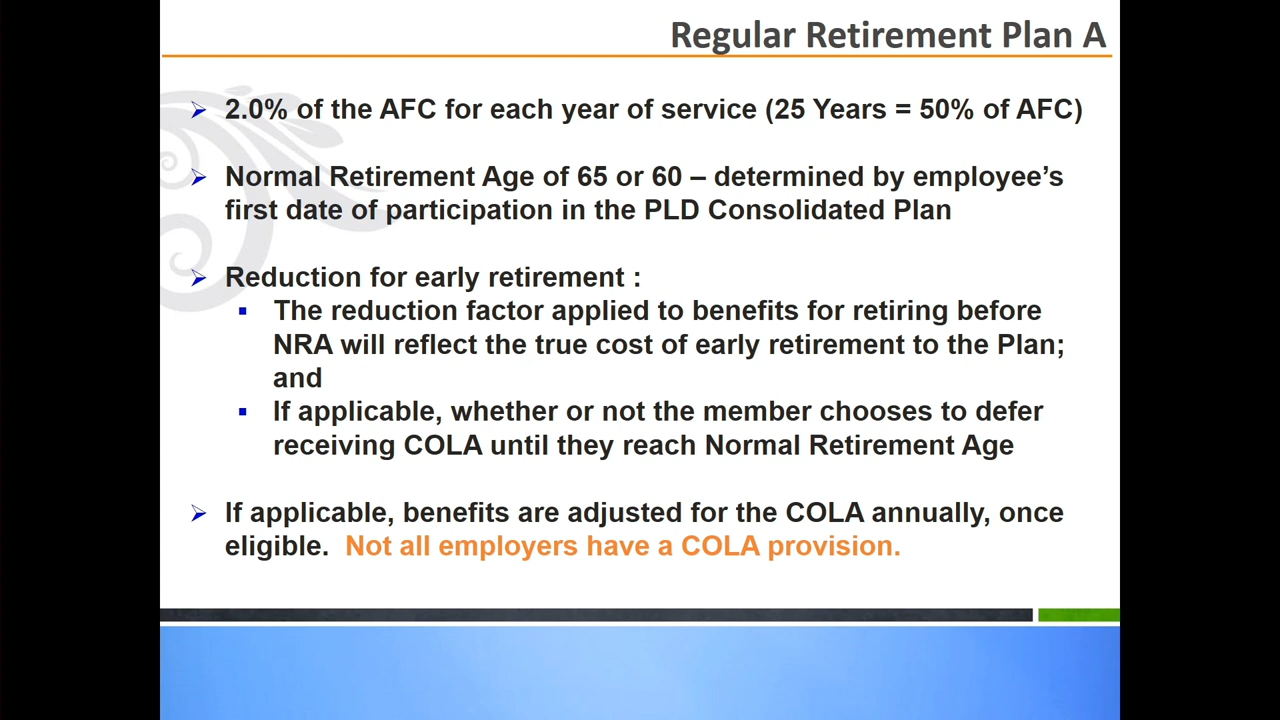 Regular Retirement Plan A
2.0% of the AFC for each year of service (25 Years = 50% of AFC)
Normal Retirement Age of 65 or 60 – determined by employee’s
first date of participation in the PLD Consolidated Plan
Reduction for early retirement :
The reduction factor applied to benefits for retiring before
NRA will reflect the true cost of early retirement to the Plan;
and
If applicable, whether or not the member chooses to defer
receiving COLA until they reach Normal Retirement Age
If applicable, benefits are adjusted for the COLA annually, once
eligible. Not all employers have a COLA provision.